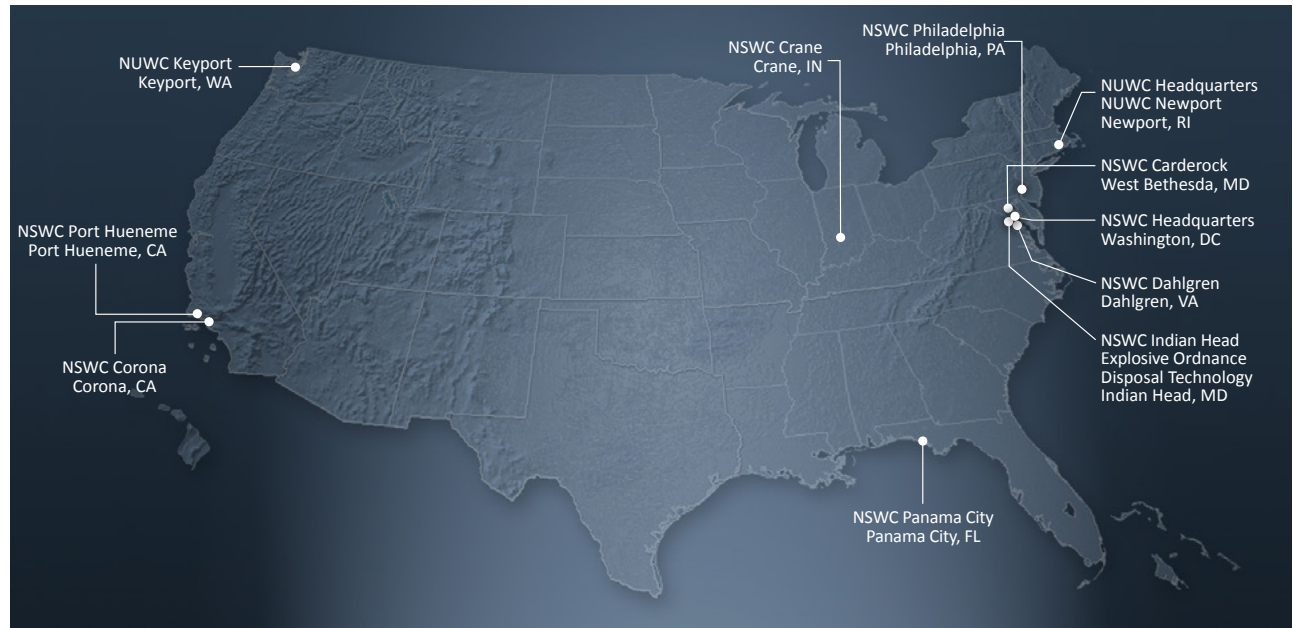 NUWC Keyport
Keyport, WA
NSWC Crane
Crane, IN
NSWC Philadelphia
Philadelphia, PA
NUWC Headquarters
NUWC Newport
Newport, RI
NSWC Carderock
West Bethesda, MD
NSWC Headquarters
Washington, DC
NSWC Port Hueneme
Port Hueneme, CA
NSWC Dahlgren
Dahlgren, VA
NSWC Corona
Corona, CA
NSWC Indian Head
Explosive Ordnance
Disposal Technology
Indian Head, MD
NSWC Panama City
Panama City, FL